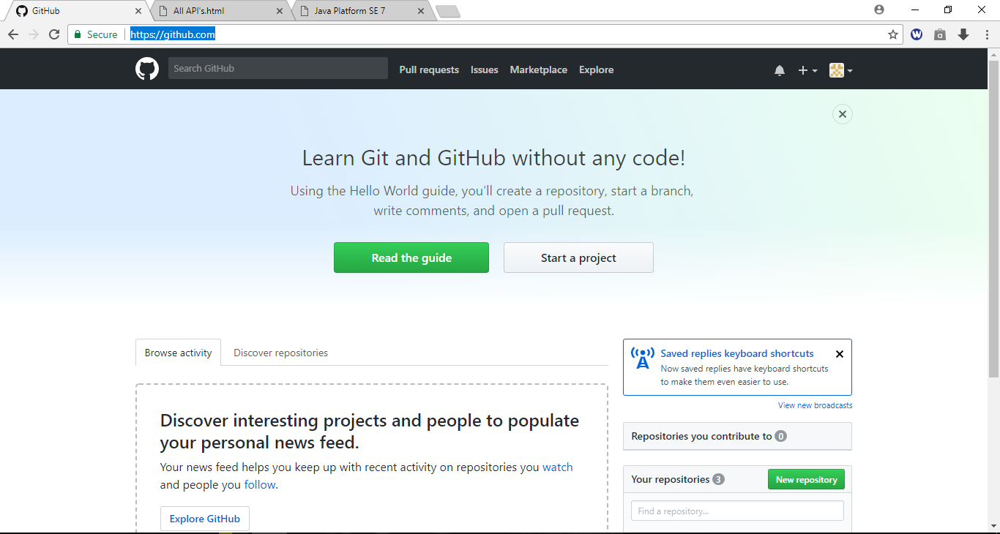 GitHub
All API's.html
Java Platform SE 7
Secure
https://github.com
Search GitHub
Pull requests
Issues
Marketplace
Explore
Learn Git and GitHub without any code!
Using the Hello World guide, you’ll create a repository, start a branch,
write comments, and open a pull request.
Read the guide
Start a project
Browse activity
Discover repositories
Discover interesting projects and people to populate
your personal news feed.
Your news feed helps you keep up with recent activity on repositories you watch
and people you follow.
Explore GitHub
Saved replies keyboard shortcuts
Now saved replies have keyboard shortcuts
to make them even easier to use.
View new broadcasts
Repositories you contribute to 0
Your repositories 3
New repository
Find a repository...